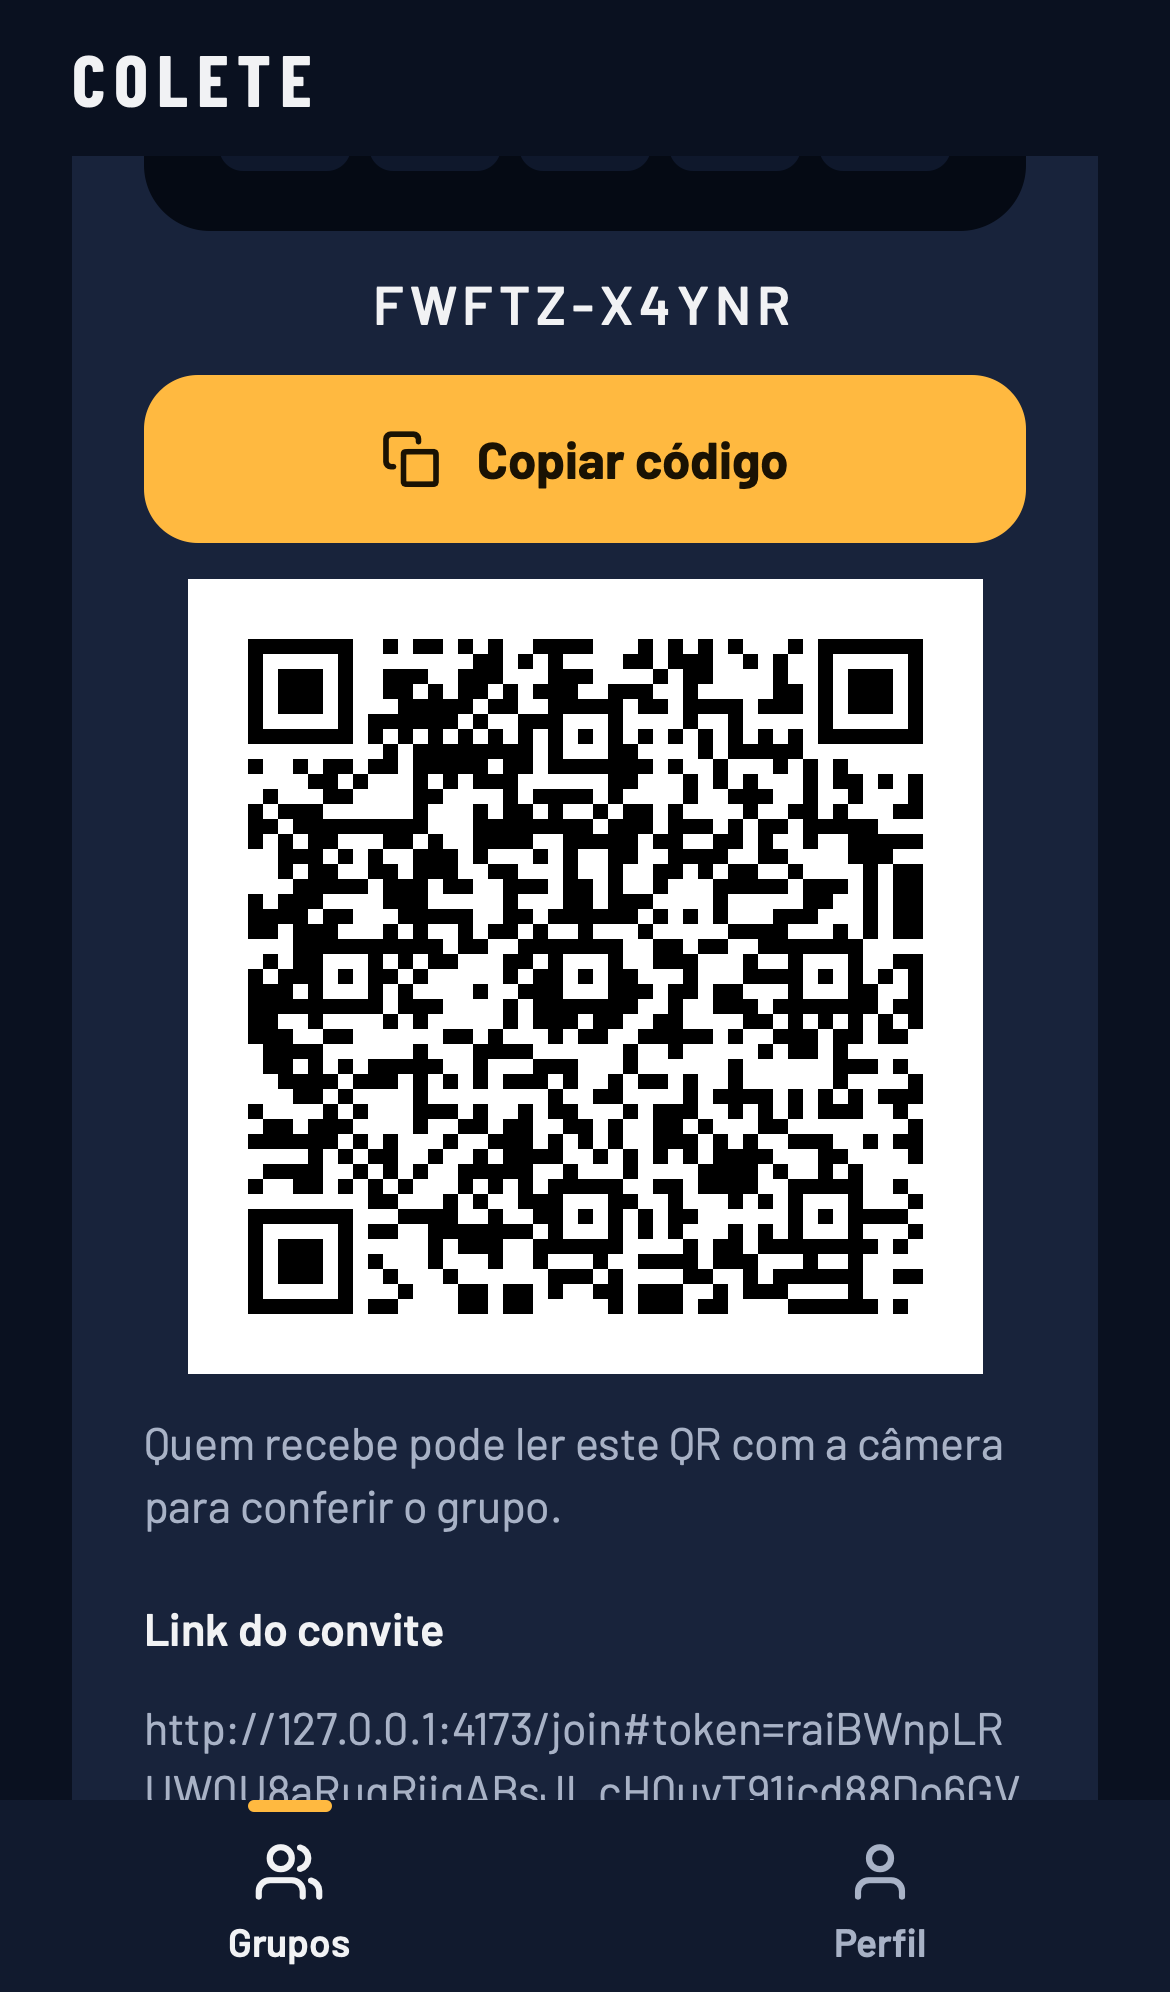 COLETE
FWFTZ-X4YNR
Copiar código
Quem recebe pode ler este QR com a câmera
para conferir o grupo.
Link do convite
http://127.0.0.1:4173/join#token=raiBWnpLR
Grupos
Perfil